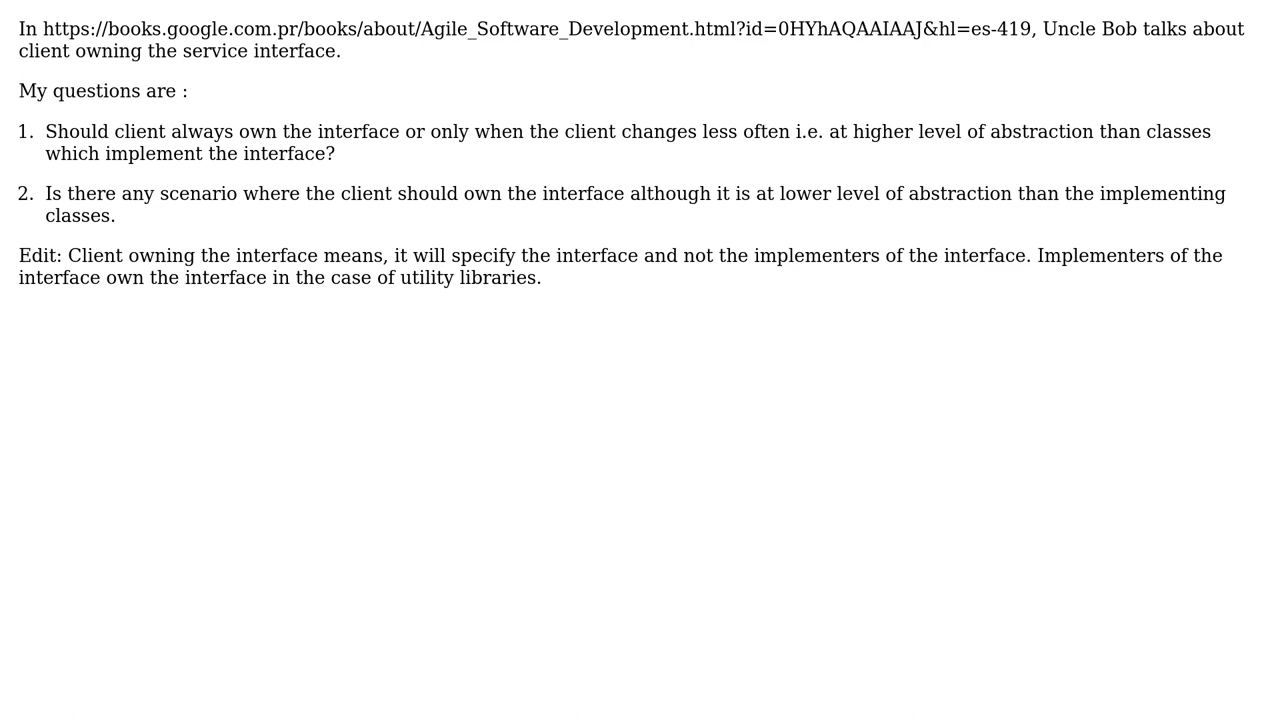 In https://books.google.com.pr/books/about/Agile_Software_Development.html?id=0HYhAQAAIAAJ&hl=es-419, Uncle Bob talks about
client owning the service interface.
My questions are :
1. Should client always own the interface or only when the client changes less often i.e. at higher level of abstraction than classes
which implement the interface?
2. Is there any scenario where the client should own the interface although it is at lower level of abstraction than the implementing
classes.
Edit: Client owning the interface means, it will specify the interface and not the implementers of the interface. Implementers of the
interface own the interface in the case of utility libraries.